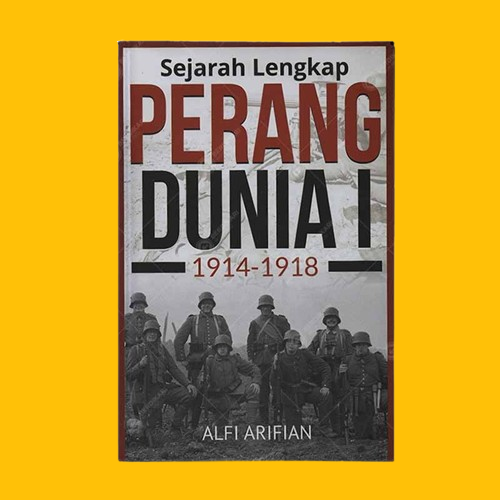 Sejarah Lengkap
PERANG
DUNIA I
1914-1918
ALFI ARIFIAN